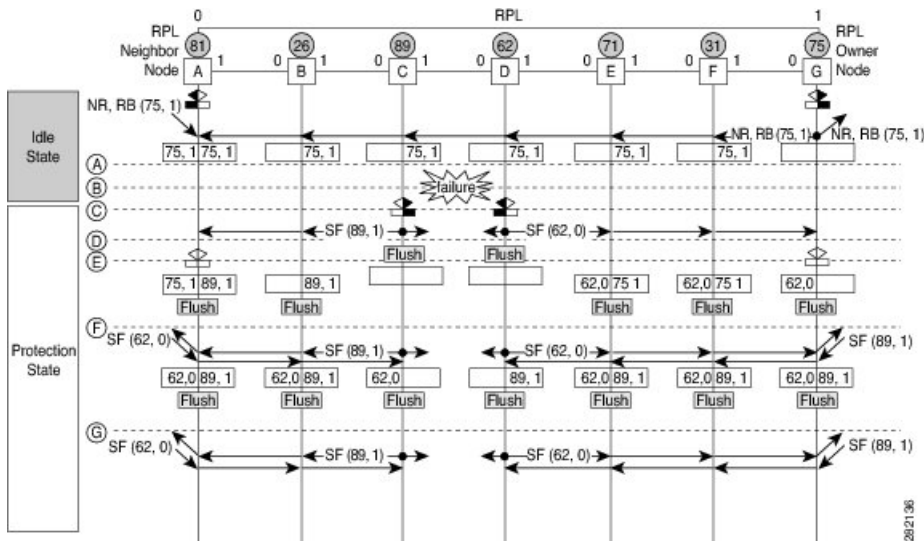 0 RPL 1
RPL Neighbor Node
81 26 89 62 71 31 75
RPL Owner Node
0 A 1 0 B 1 0 C 1 0 D 1 0 E 1 0 F 1 0 G 1
Idle State
NR, RB (75, 1) NR, RB (75, 1) NR, RB (75, 1)
75, 1 75, 1 75, 1 75, 1 75, 1 75, 1 75, 1
A
B failure
C
Protection State
SF (89, 1) SF (62, 0)
D Flush Flush
E
75, 1 89, 1 89, 1 62,0 75 1 62,0 75 1 62,0
Flush Flush Flush Flush Flush
F
SF (62, 0) SF (89, 1) SF (62, 0) SF (89, 1)
62,0 89, 1 62,0 89, 1 62,0 89, 1 62,0 89, 1 62,0 89, 1 62,0 89, 1
Flush Flush Flush Flush Flush Flush Flush
G
SF (62, 0) SF (89, 1) SF (62, 0) SF (89, 1)
282136